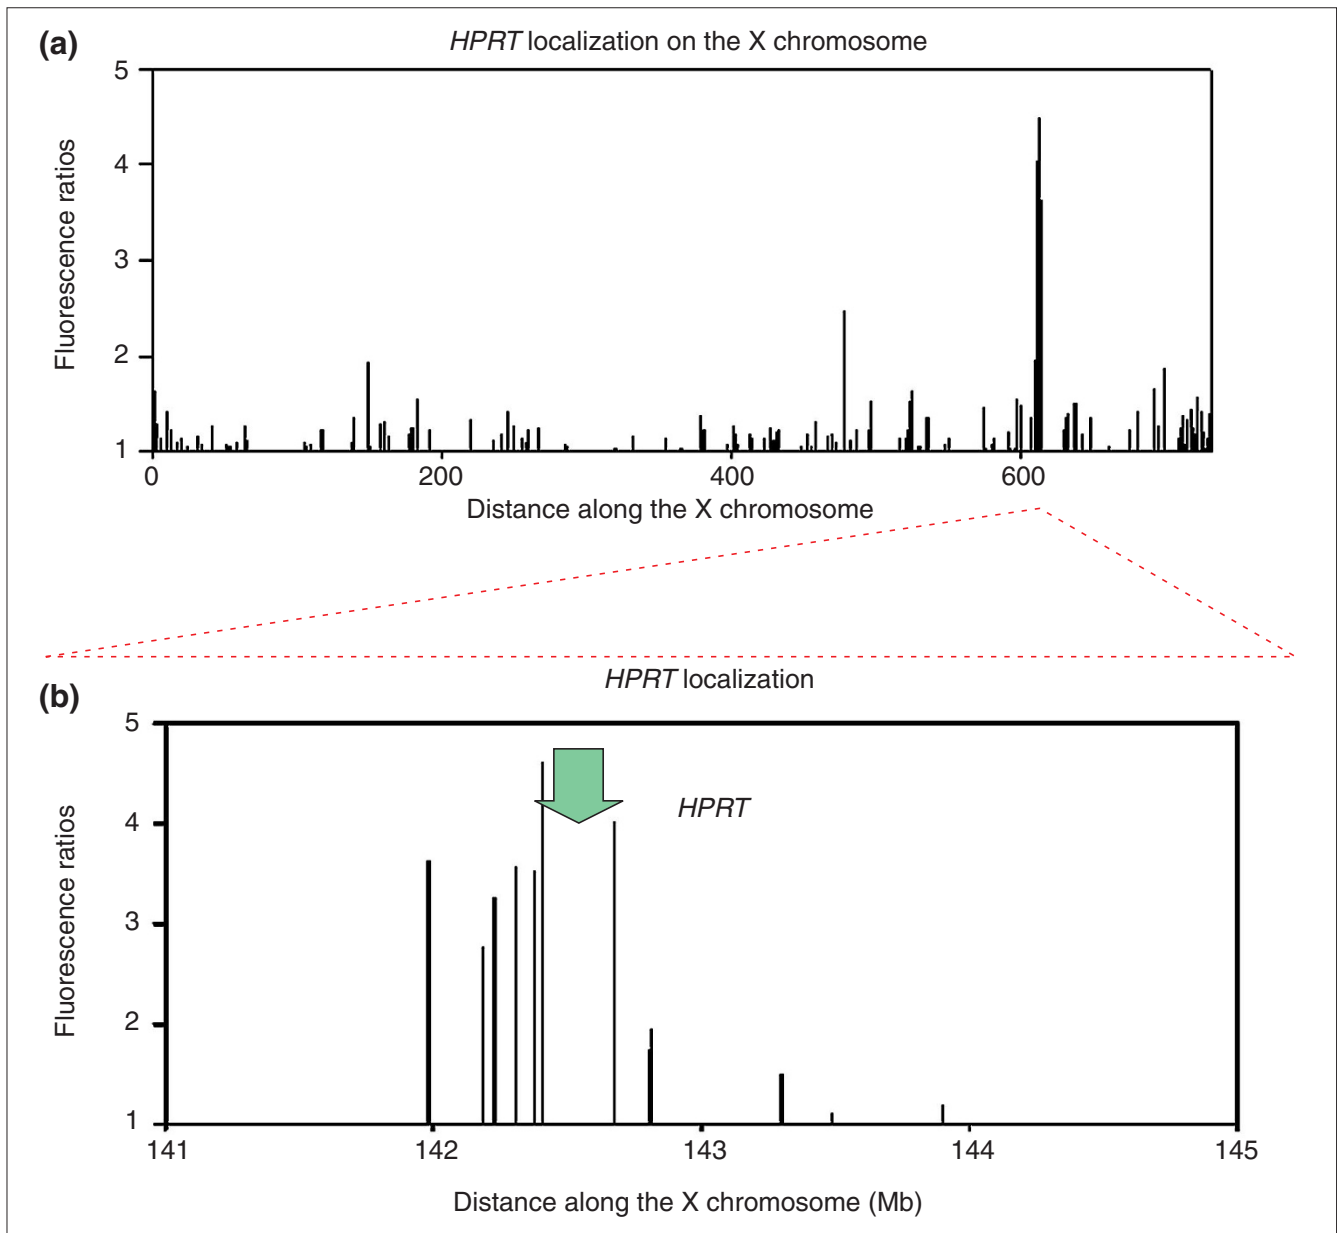 (a)
HPRT localization on the X chromosome
5
4
3
2
1
Fluorescence ratios
0 200 400 600
Distance along the X chromosome
HPRT localization
(b)
5
4
3
2
1
Fluorescence ratios
HPRT
141 142 143 144 145
Distance along the X chromosome (Mb)